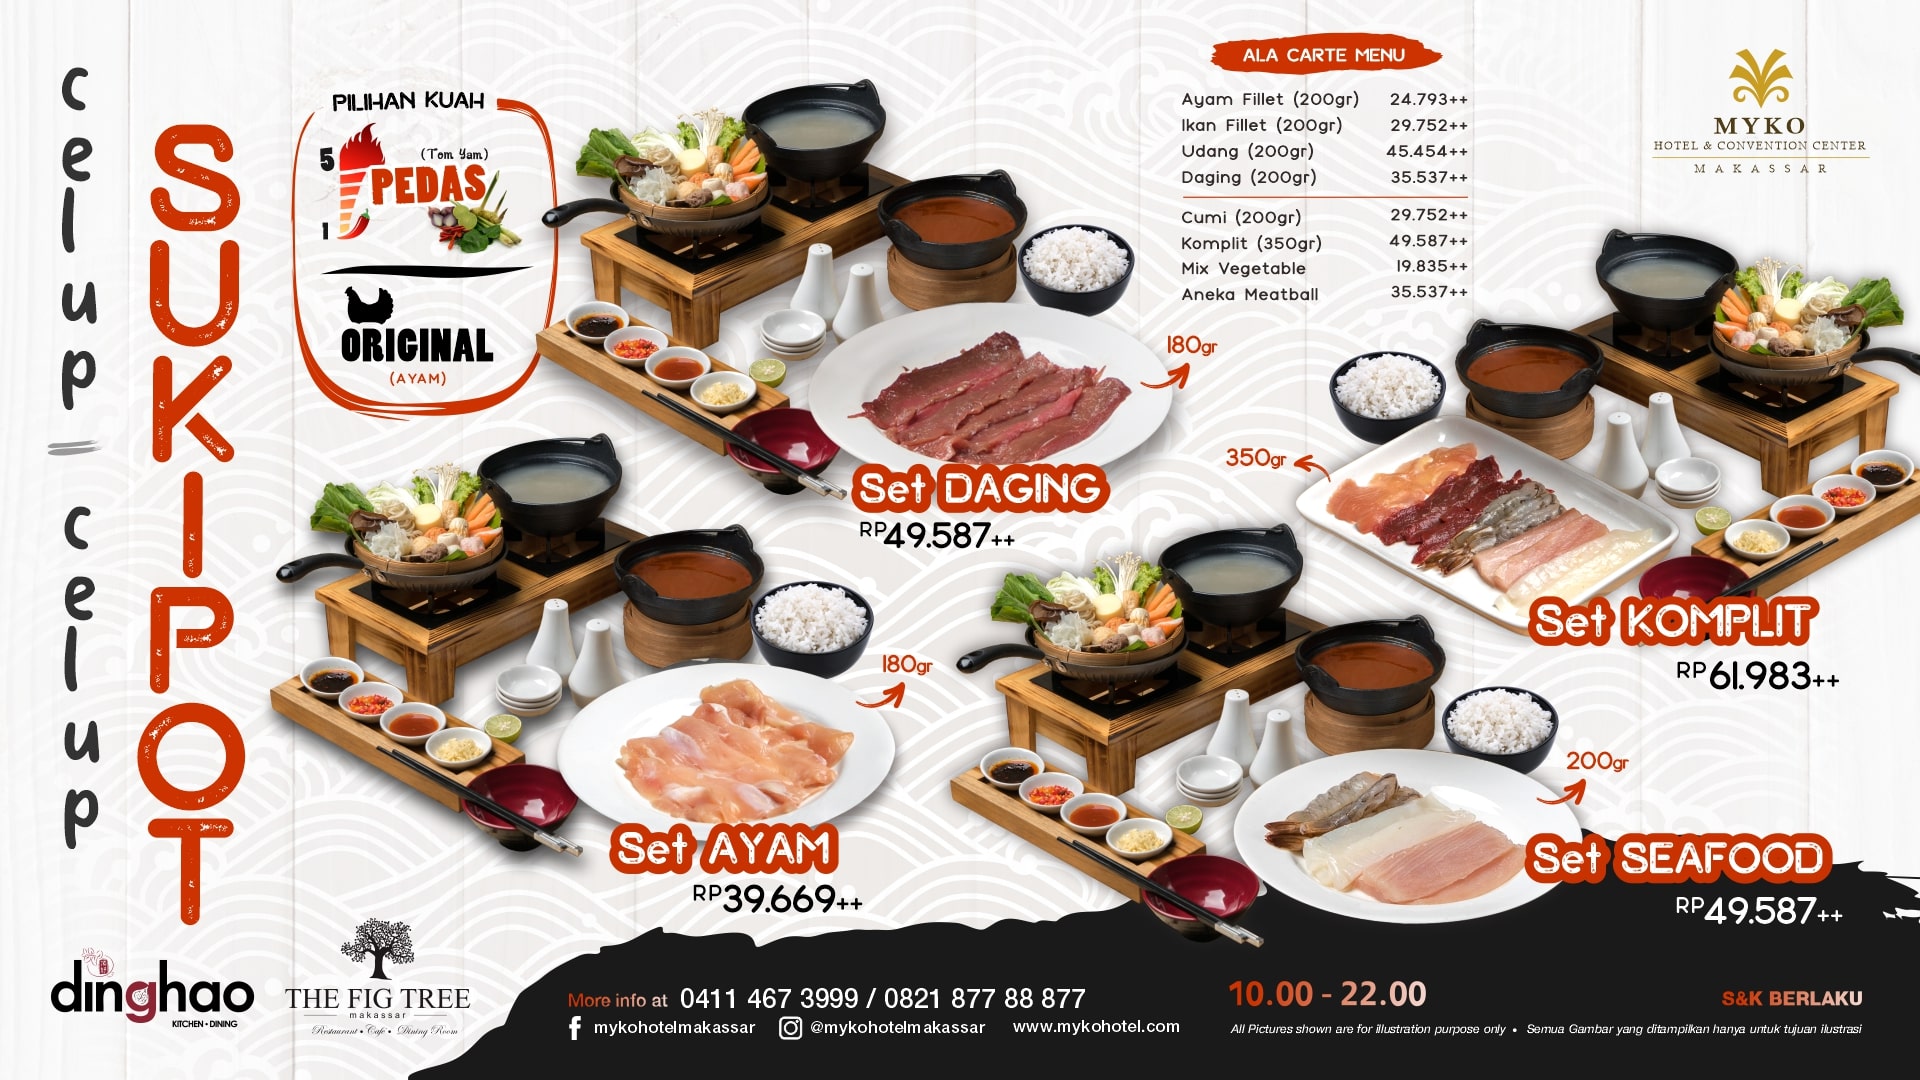 celup - celup
SUKIPOT
PILIHAN KUAH
5
(Tom Yam)
PEDAS
1
ORIGINAL
(AYAM)
ALA CARTE MENU
Ayam Fillet (200gr) 24.793++
Ikan Fillet (200gr) 29.752++
Udang (200gr) 45.454++
Daging (200gr) 35.537++
Cumi (200gr) 29.752++
Komplit (350gr) 49.587++
Mix Vegetable 19.835++
Aneka Meatball 35.537++
MYKO
HOTEL & CONVENTION CENTER
MAKASSAR
180gr
Set DAGING
RP49.587++
350gr
Set KOMPLIT
RP61.983++
180gr
Set AYAM
RP39.669++
200gr
Set SEAFOOD
RP49.587++
dinghao
KITCHEN • DINING
THE FIG TREE
makassar
Restaurant • Cafe • Dining Room
More info at 0411 467 3999 / 0821 877 88 877
mykohotelmakassar @mykohotelmakassar www.mykohotel.com
10.00 - 22.00
S&K BERLAKU
All Pictures shown are for illustration purpose only • Semua Gambar yang ditampilkan hanya untuk tujuan ilustrasi